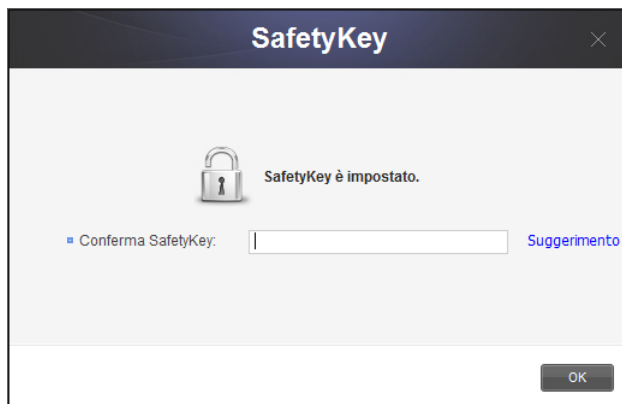 SafetyKey
SafetyKey è impostato.
Conferma SafetyKey: Suggerimento
OK